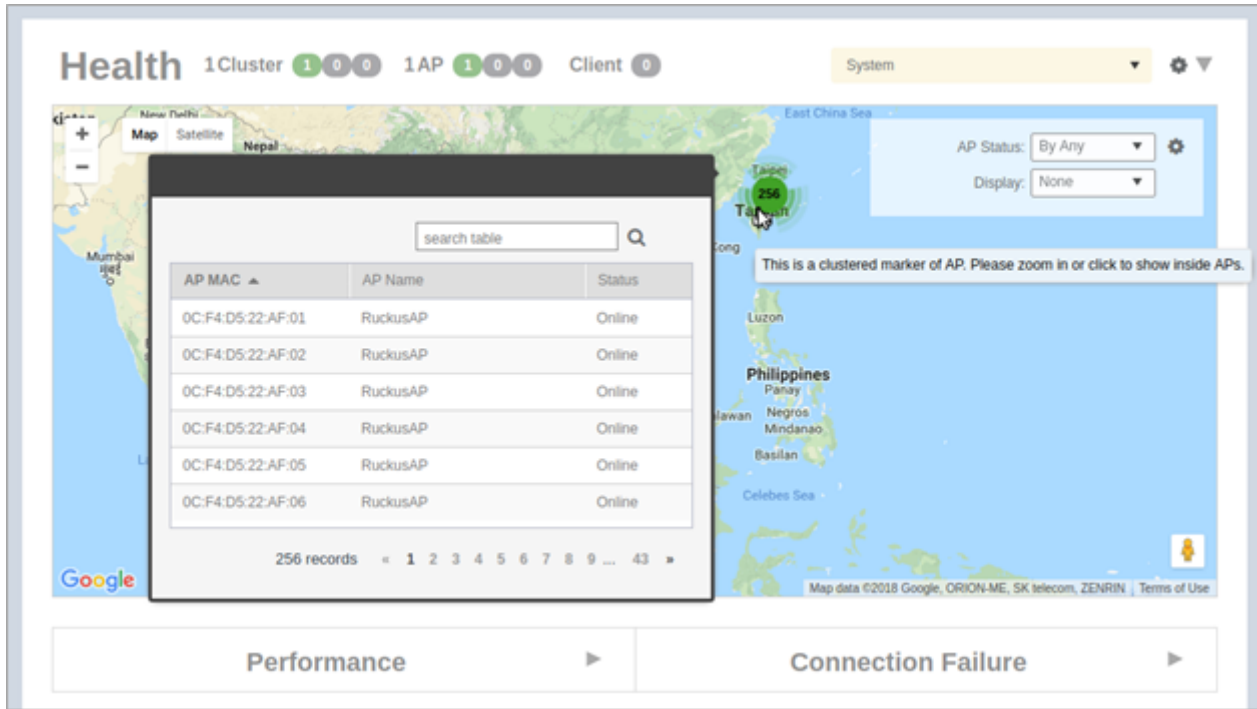 Health 1 Cluster 1 0 0 1 AP 1 0 0 Client 0 System
East China Sea
New Delhi
+
Map Satellite
Nepal
−
AP Status: By Any
Display: None
Taipei
256
Mumbai
मुंबई
This is a clustered marker of AP. Please zoom in or click to show inside APs.
search table
AP MAC AP Name Status
0C:F4:D5:22:AF:01 RuckusAP Online
0C:F4:D5:22:AF:02 RuckusAP Online
0C:F4:D5:22:AF:03 RuckusAP Online
0C:F4:D5:22:AF:04 RuckusAP Online
0C:F4:D5:22:AF:05 RuckusAP Online
0C:F4:D5:22:AF:06 RuckusAP Online
256 records « 1 2 3 4 5 6 7 8 9 ... 43 »
Luzon
Philippines
Panay
Negros
Mindanao
Basilan
Celebes Sea
Google
Map data ©2018 Google, ORION-ME, SK telecom, ZENRIN Terms of Use
Performance Connection Failure